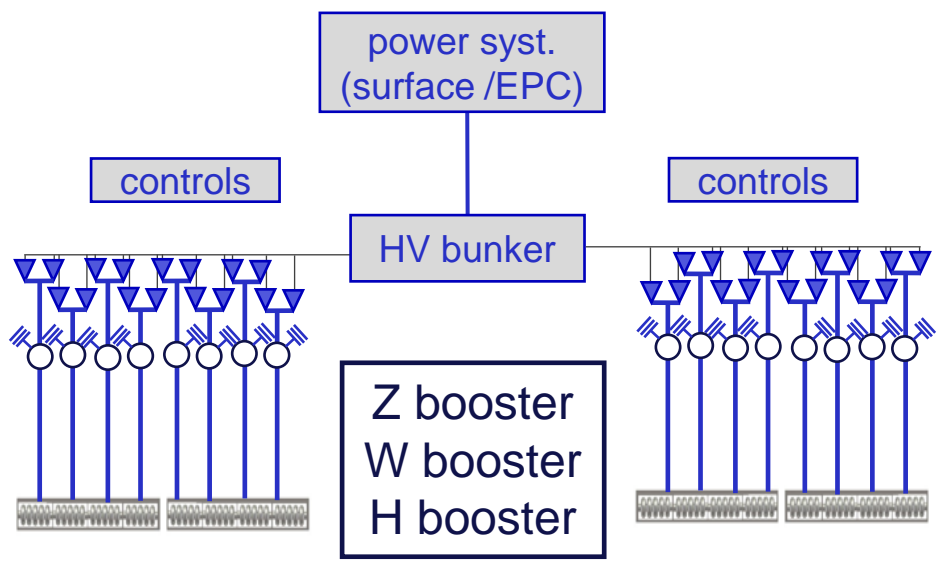 power syst.
(surface /EPC)
controls
controls
HV bunker
Z booster
W booster
H booster